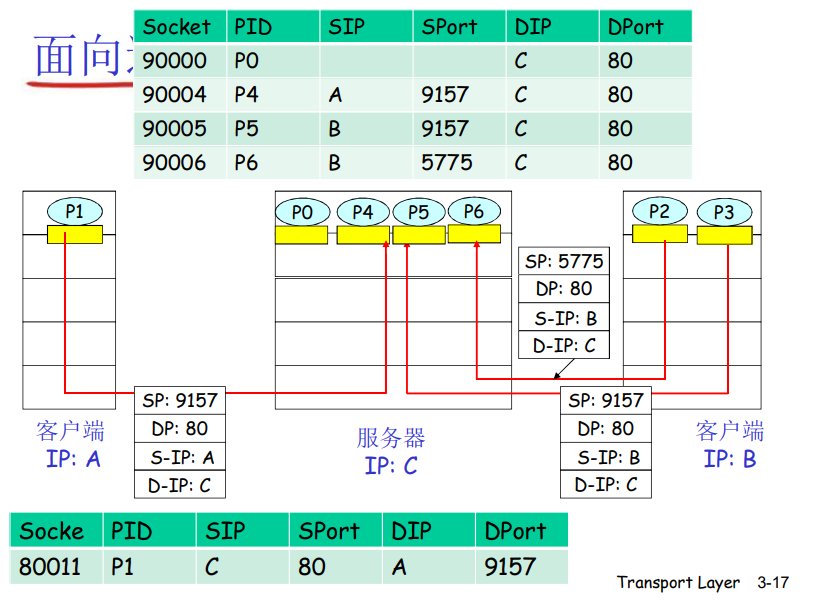 Socket PID SIP SPort DIP DPort
面向
90000 P0 C 80
90004 P4 A 9157 C 80
90005 P5 B 9157 C 80
90006 P6 B 5775 C 80
P1
P0 P4 P5 P6
P2 P3
SP: 5775
DP: 80
S-IP: B
D-IP: C
SP: 9157
DP: 80
S-IP: A
D-IP: C
SP: 9157
DP: 80
S-IP: B
D-IP: C
客户端
IP: A
服务器
IP: C
客户端
IP: B
Socke PID SIP SPort DIP DPort
80011 P1 C 80 A 9157
Transport Layer 3-17